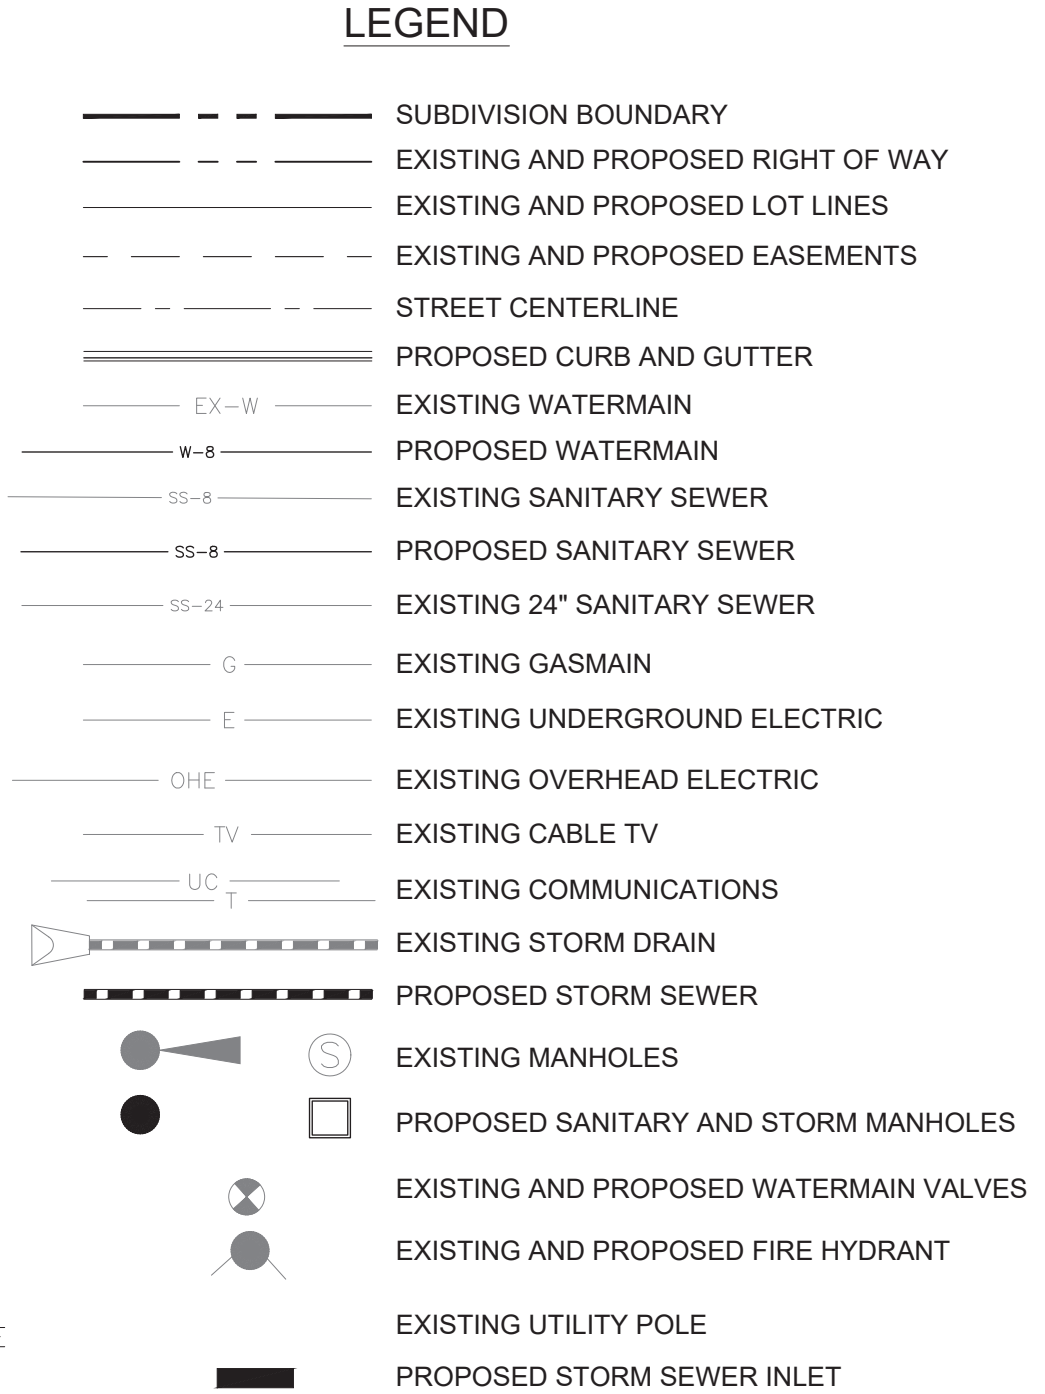 LEGEND
SUBDIVISION BOUNDARY
EXISTING AND PROPOSED RIGHT OF WAY
EXISTING AND PROPOSED LOT LINES
EXISTING AND PROPOSED EASEMENTS
STREET CENTERLINE
PROPOSED CURB AND GUTTER
EX-W EXISTING WATERMAIN
W-8 PROPOSED WATERMAIN
SS-8 EXISTING SANITARY SEWER
SS-8 PROPOSED SANITARY SEWER
SS-24 EXISTING 24" SANITARY SEWER
G EXISTING GASMAIN
E EXISTING UNDERGROUND ELECTRIC
OHE EXISTING OVERHEAD ELECTRIC
TV EXISTING CABLE TV
UC
T EXISTING COMMUNICATIONS
EXISTING STORM DRAIN
PROPOSED STORM SEWER
S EXISTING MANHOLES
PROPOSED SANITARY AND STORM MANHOLES
EXISTING AND PROPOSED WATERMAIN VALVES
EXISTING AND PROPOSED FIRE HYDRANT
EXISTING UTILITY POLE
PROPOSED STORM SEWER INLET